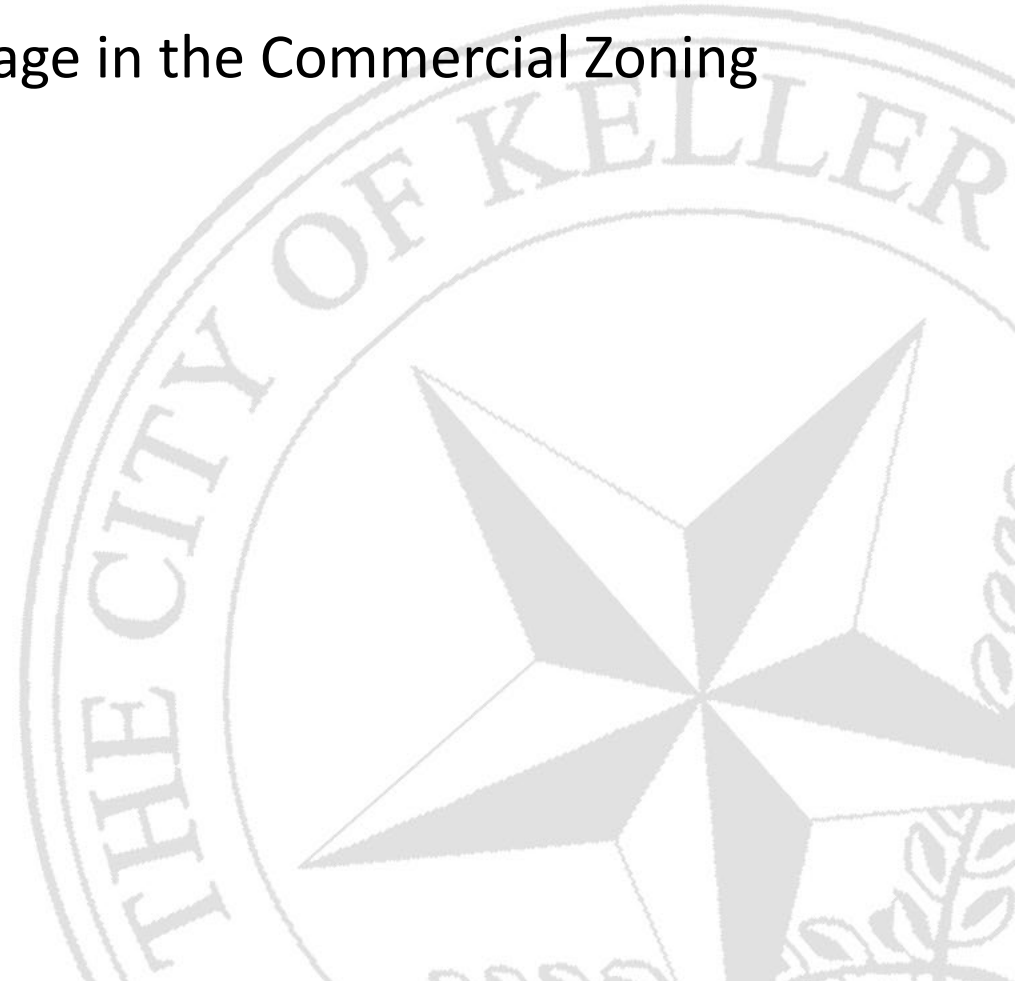 age in the Commercial Zoning
THE CITY OF KELLER